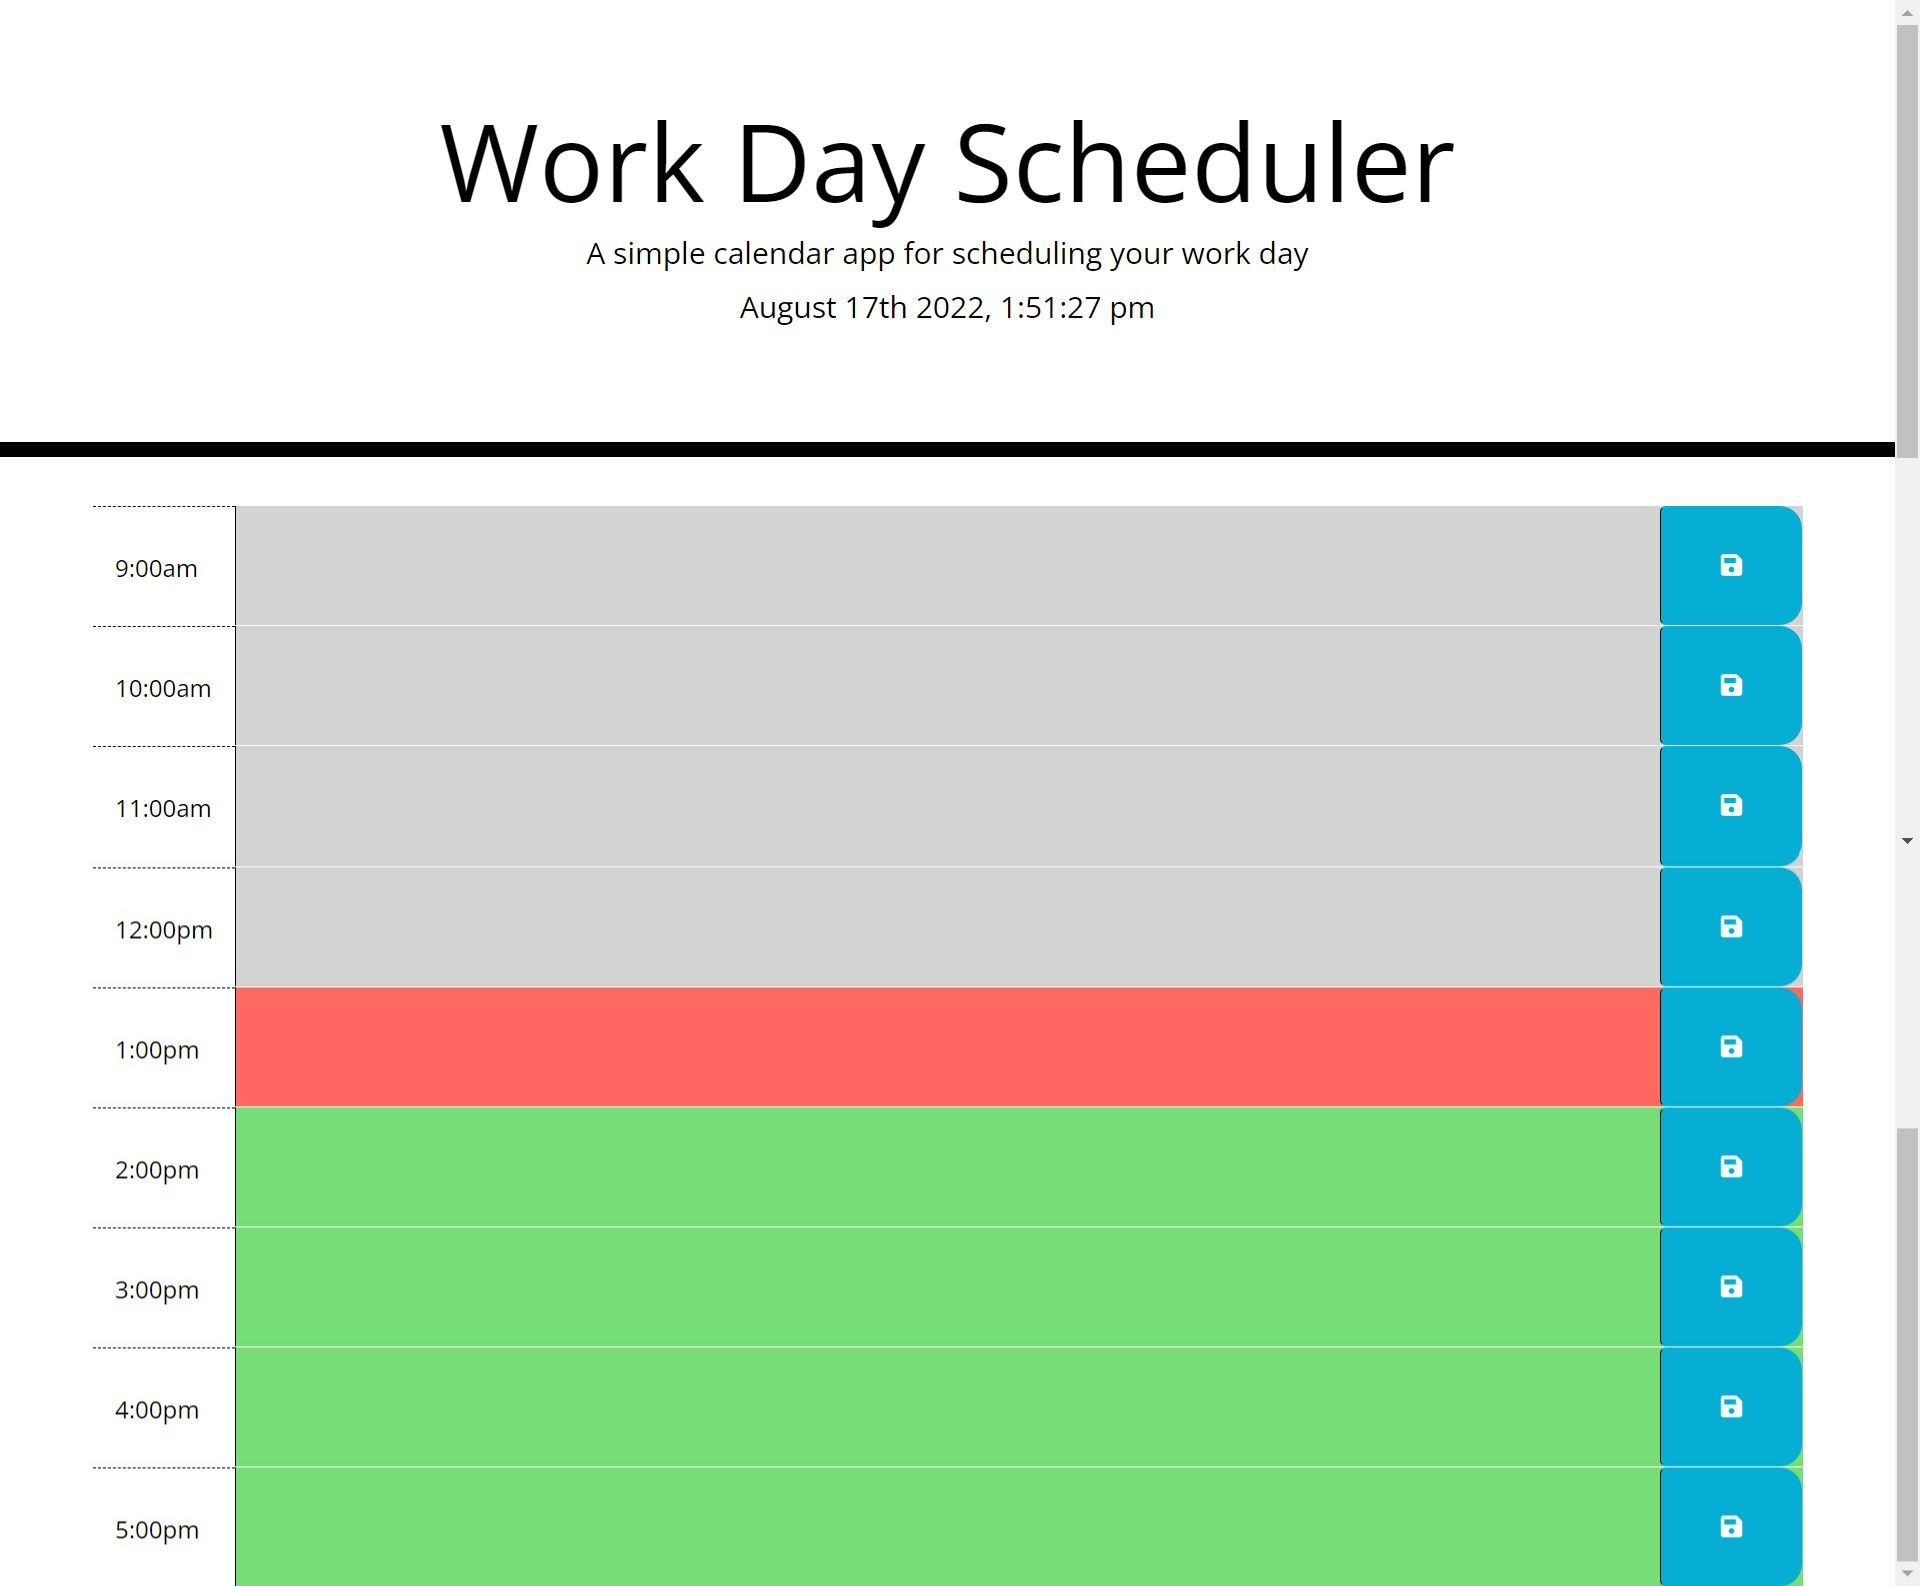 Work Day Scheduler
A simple calendar app for scheduling your work day
August 17th 2022, 1:51:27 pm
9:00am
10:00am
11:00am
12:00pm
1:00pm
2:00pm
3:00pm
4:00pm
5:00pm